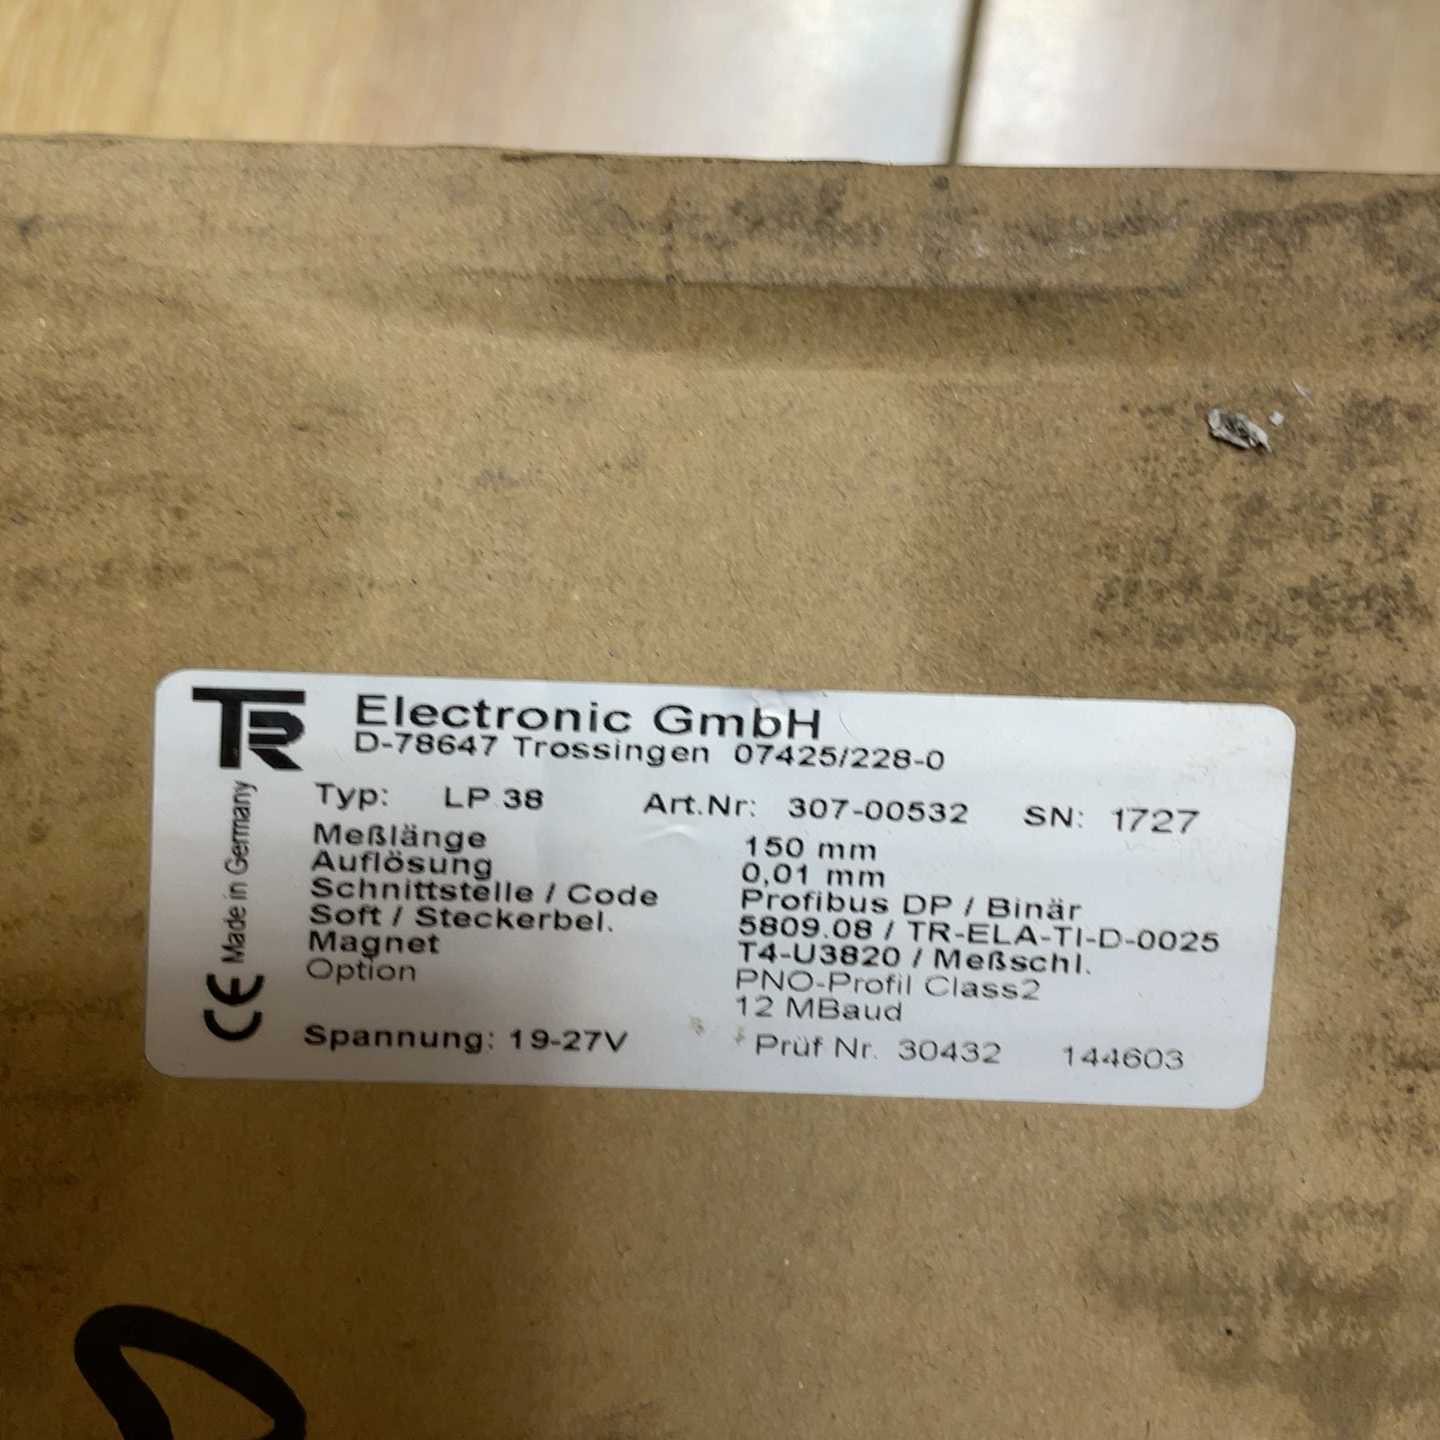 TR Electronic GmbH
D-78647 Trossingen 07425/228-0
Typ: LP 38 Art.Nr: 307-00532 SN: 1727
Meßlänge 150 mm
Auflösung 0,01 mm
Schnittstelle / Code Profibus DP / Binär
Soft / Steckerbel. 5809.08 / TR-ELA-TI-D-0025
Magnet T4-U3820 / Meßschl.
Option PNO-Profil Class2
12 MBaud
Spannung: 19-27V Prüf Nr. 30432 144603
CE Made in Germany